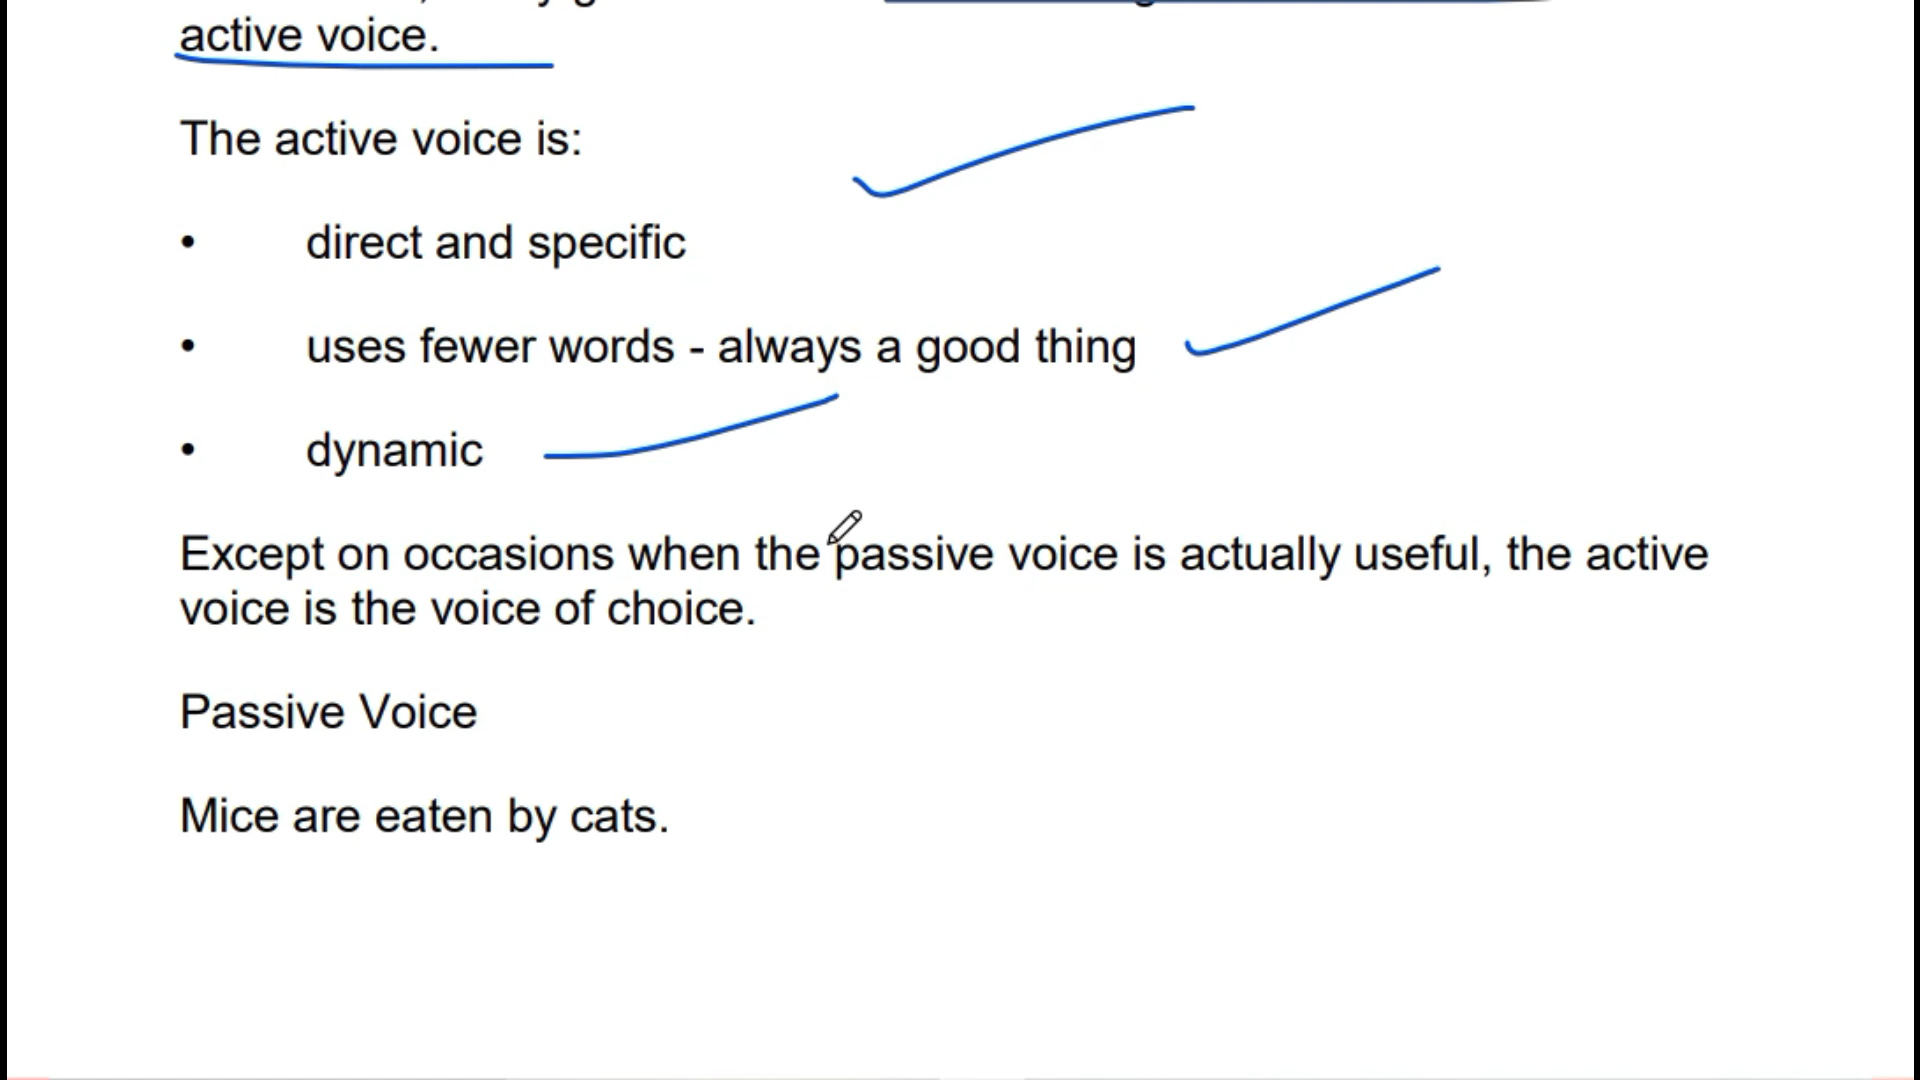 active voice.
The active voice is:
• direct and specific
• uses fewer words - always a good thing
• dynamic
Except on occasions when the passive voice is actually useful, the active
voice is the voice of choice.
Passive Voice
Mice are eaten by cats.